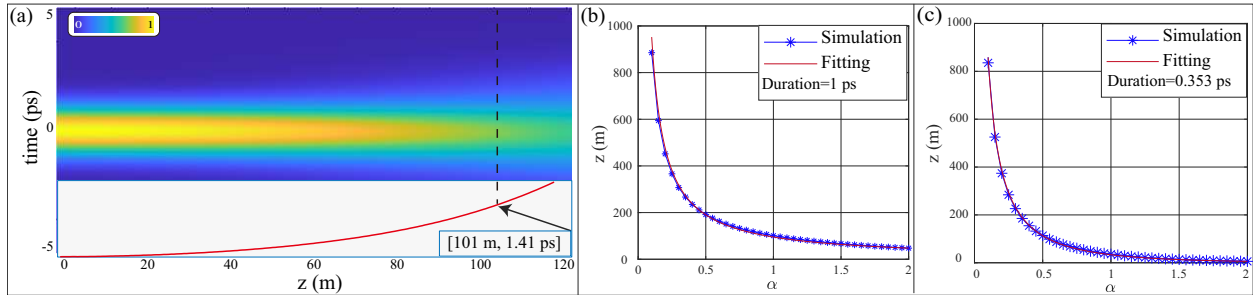 (a)
5
0
1
time (ps)
0
-5
[101 m, 1.41 ps]
0 20 40 60 80 100 120
z (m)
(b)
1000
800
600
400
200
0
z (m)
Simulation
Fitting
Duration=1 ps
0 0.5 1 1.5 2
α
(c)
1000
800
600
400
200
0
z (m)
Simulation
Fitting
Duration=0.353 ps
0 0.5 1 1.5 2
α